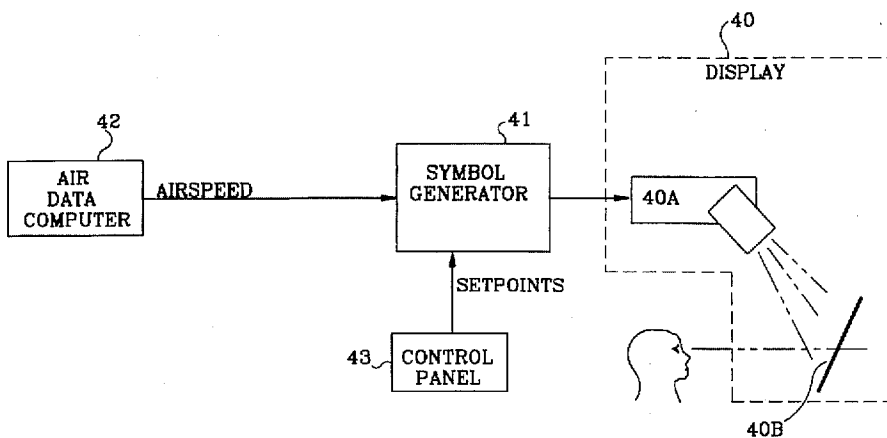 40
DISPLAY
42
41
AIR
DATA
COMPUTER
AIRSPEED
SYMBOL
GENERATOR
40A
SETPOINTS
43
CONTROL
PANEL
40B